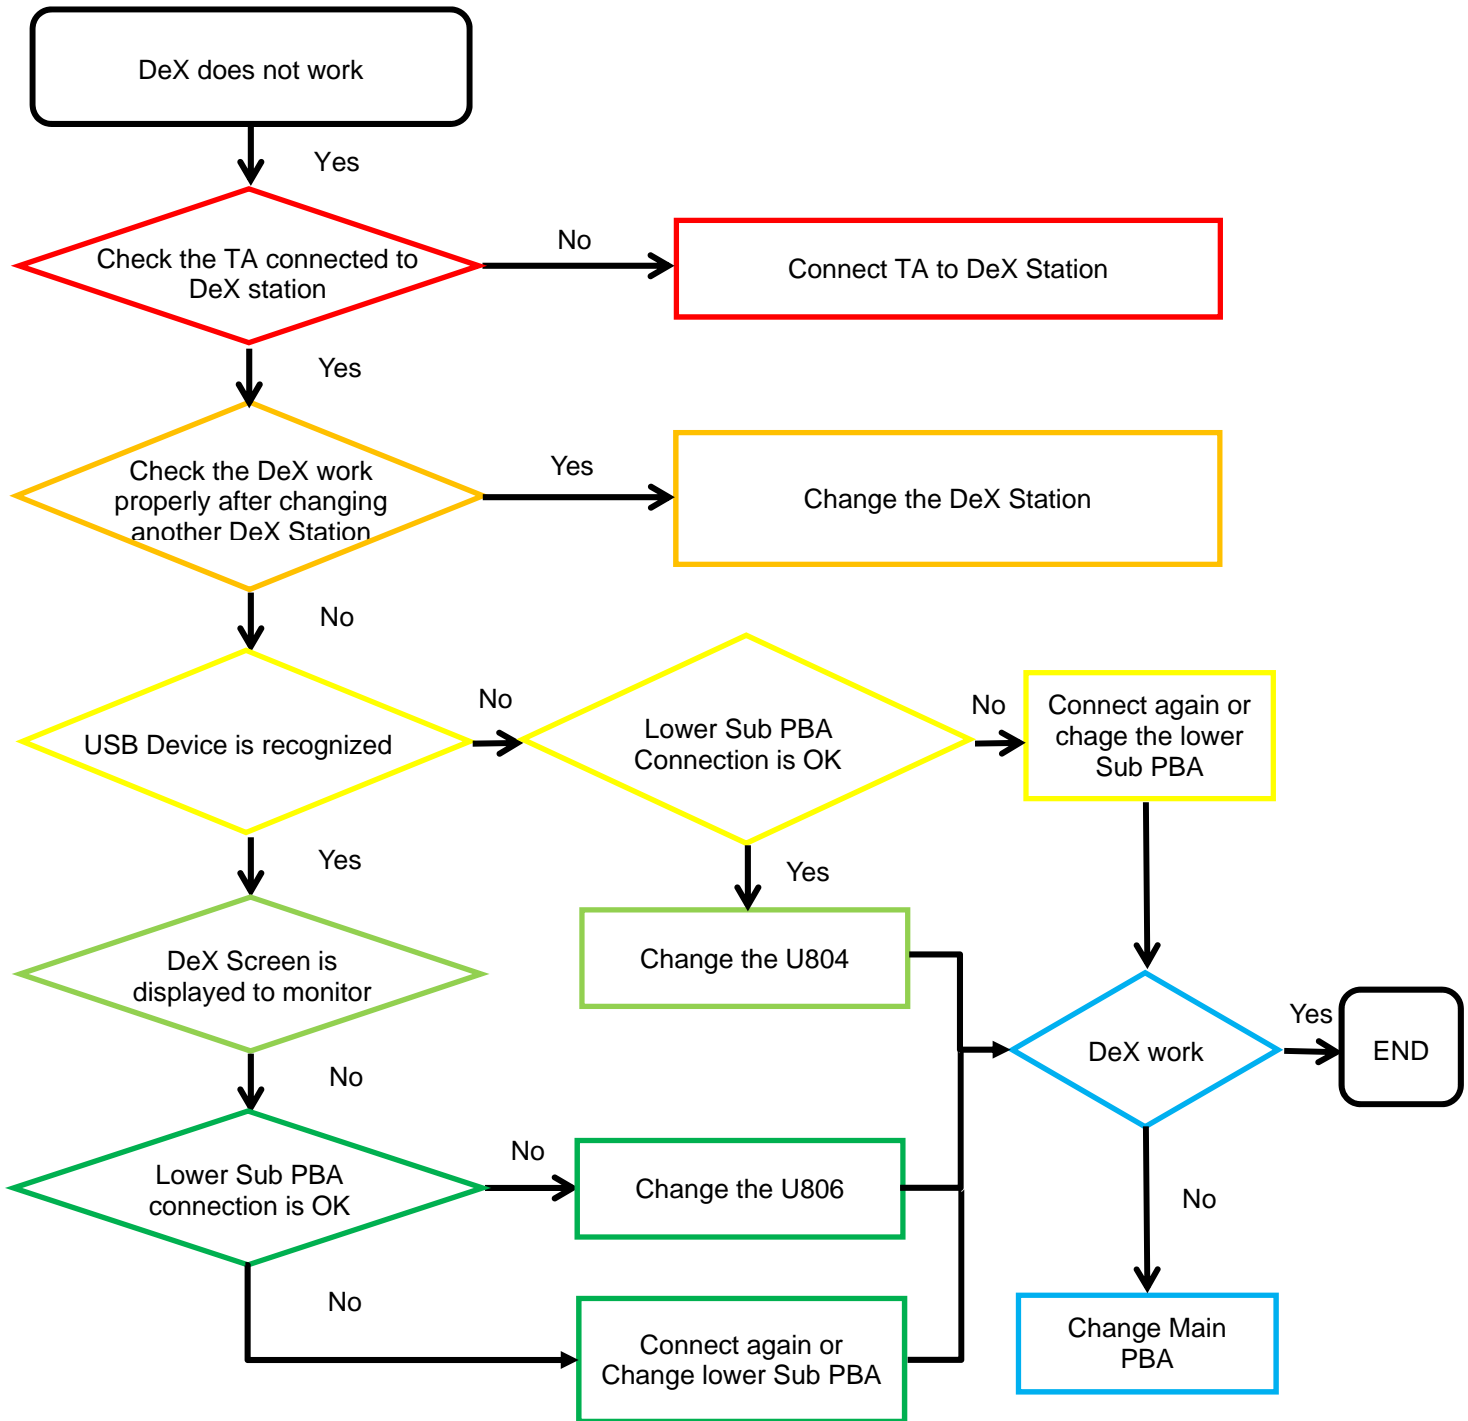 DeX does not work
Yes
Check the TA connected to
DeX station
No
Connect TA to DeX Station
Yes
Check the DeX work
properly after changing
another DeX Station
Yes
Change the DeX Station
No
USB Device is recognized
No
Lower Sub PBA
Connection is OK
No
Connect again or
chage the lower
Sub PBA
Yes
Yes
DeX Screen is
displayed to monitor
Change the U804
DeX work
Yes
END
No
Lower Sub PBA
connection is OK
No
Change the U806
No
No
Connect again or
Change lower Sub PBA
Change Main
PBA